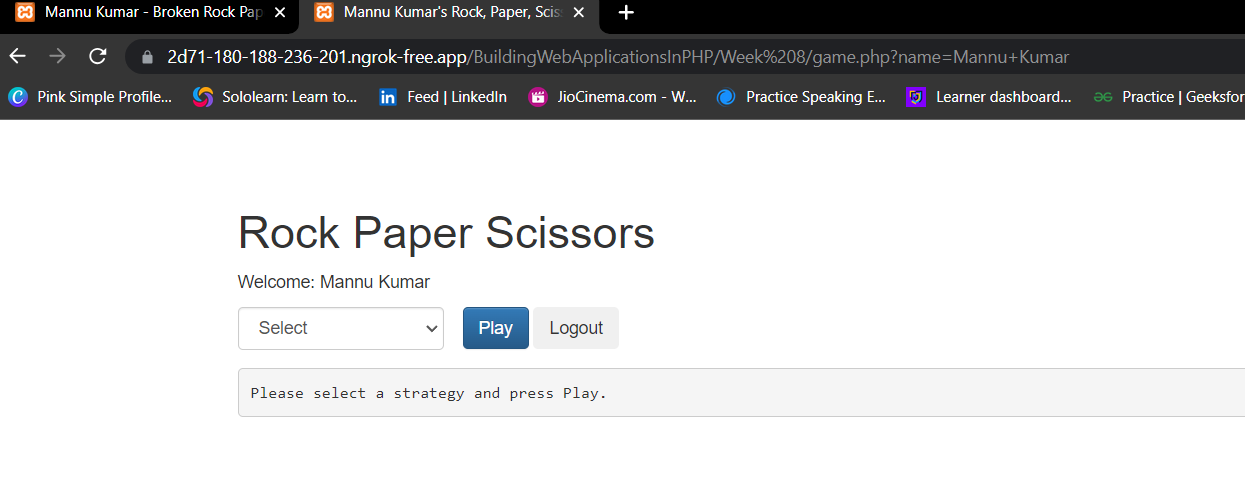 Mannu Kumar - Broken Rock Pap
Mannu Kumar's Rock, Paper, Scis
2d71-180-188-236-201.ngrok-free.app/BuildingWebApplicationsInPHP/Week%208/game.php?name=Mannu+Kumar
Pink Simple Profile... Sololearn: Learn to... Feed | LinkedIn JioCinema.com - W... Practice Speaking E... Learner dashboard... Practice | Geeksfor
Rock Paper Scissors
Welcome: Mannu Kumar
Select Play Logout
Please select a strategy and press Play.